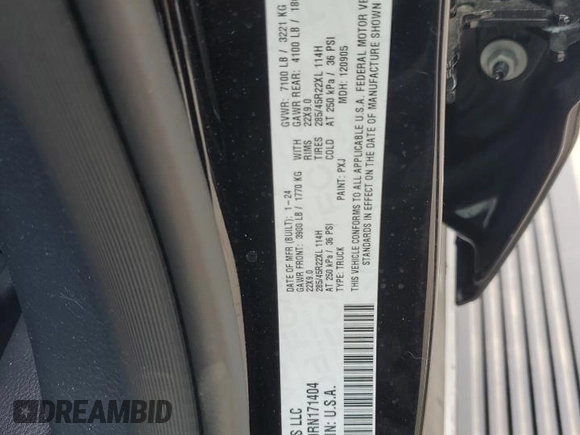 S LLC
DATE OF MFR (BUILT): 1-24
GVWR: 7100 LB / 3221 KG
GAWR FRONT: 3900 LB / 1770 KG WITH
GAWR REAR: 4100 LB /
22X9.0 RIMS 22X9.0
285/45R22XL 114H TIRES 285/45R22XL 114H
AT 250 kPa / 36 PSI COLD AT 250 kPa / 36 PSI
TYPE: TRUCK PAINT: PXJ MDH: 120905
THIS VEHICLE CONFORMS TO ALL APPLICABLE U.S.A. FEDERAL MOTOR VE
STANDARDS IN EFFECT ON THE DATE OF MANUFACTURE SHOWN
RN171404
IN: U.S.A.
DREAMBID